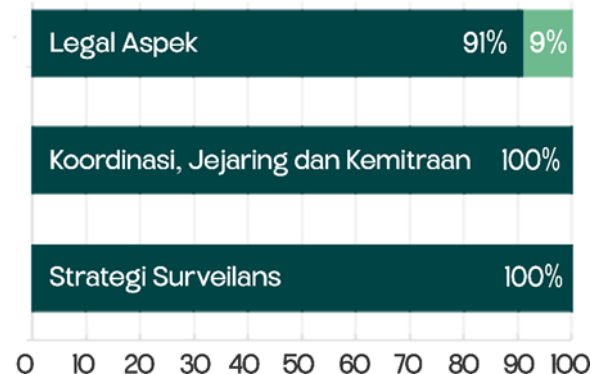 Legal Aspek 91% 9%
Koordinasi, Jejaring dan Kemitraan 100%
Strategi Surveilans 100%
0 10 20 30 40 50 60 70 80 90 100